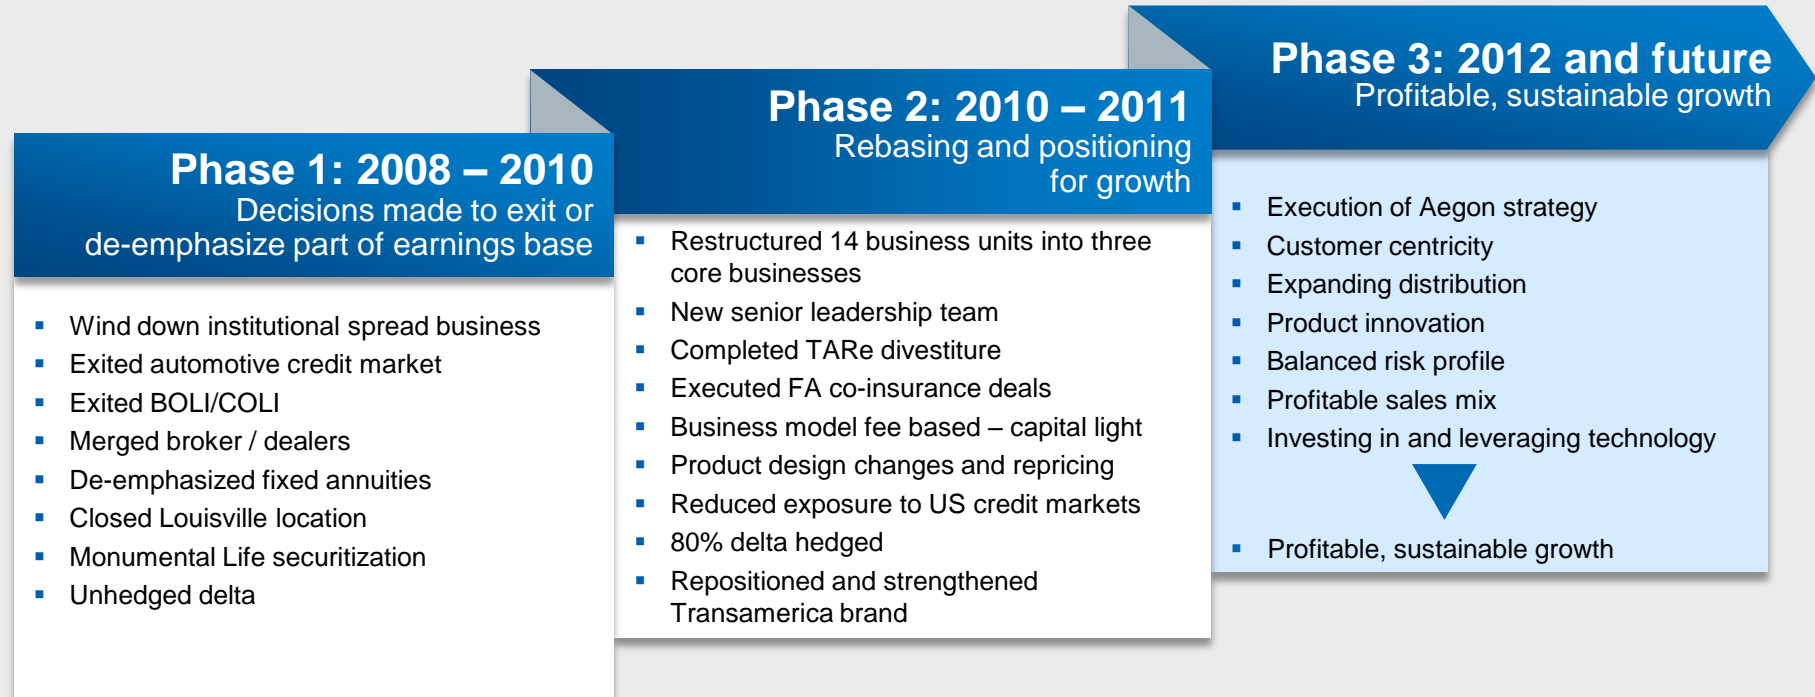 Phase 1: 2008 – 2010
Decisions made to exit or
de-emphasize part of earnings base
▪ Wind down institutional spread business
▪ Exited automotive credit market
▪ Exited BOLI/COLI
▪ Merged broker / dealers
▪ De-emphasized fixed annuities
▪ Closed Louisville location
▪ Monumental Life securitization
▪ Unhedged delta
Phase 2: 2010 – 2011
Rebasing and positioning
for growth
▪ Restructured 14 business units into three
core businesses
▪ New senior leadership team
▪ Completed TARe divestiture
▪ Executed FA co-insurance deals
▪ Business model fee based – capital light
▪ Product design changes and repricing
▪ Reduced exposure to US credit markets
▪ 80% delta hedged
▪ Repositioned and strengthened
Transamerica brand
Phase 3: 2012 and future
Profitable, sustainable growth
▪ Execution of Aegon strategy
▪ Customer centricity
▪ Expanding distribution
▪ Product innovation
▪ Balanced risk profile
▪ Profitable sales mix
▪ Investing in and leveraging technology
▪ Profitable, sustainable growth